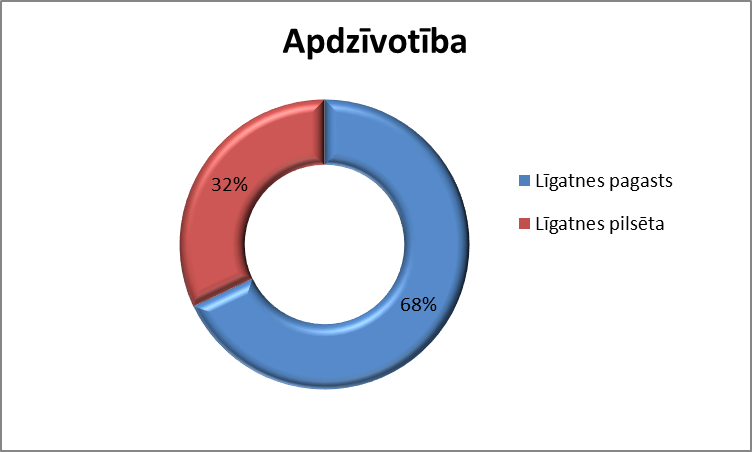 Apdzīvotība
32%
68%
Līgatnes pagasts
Līgatnes pilsēta